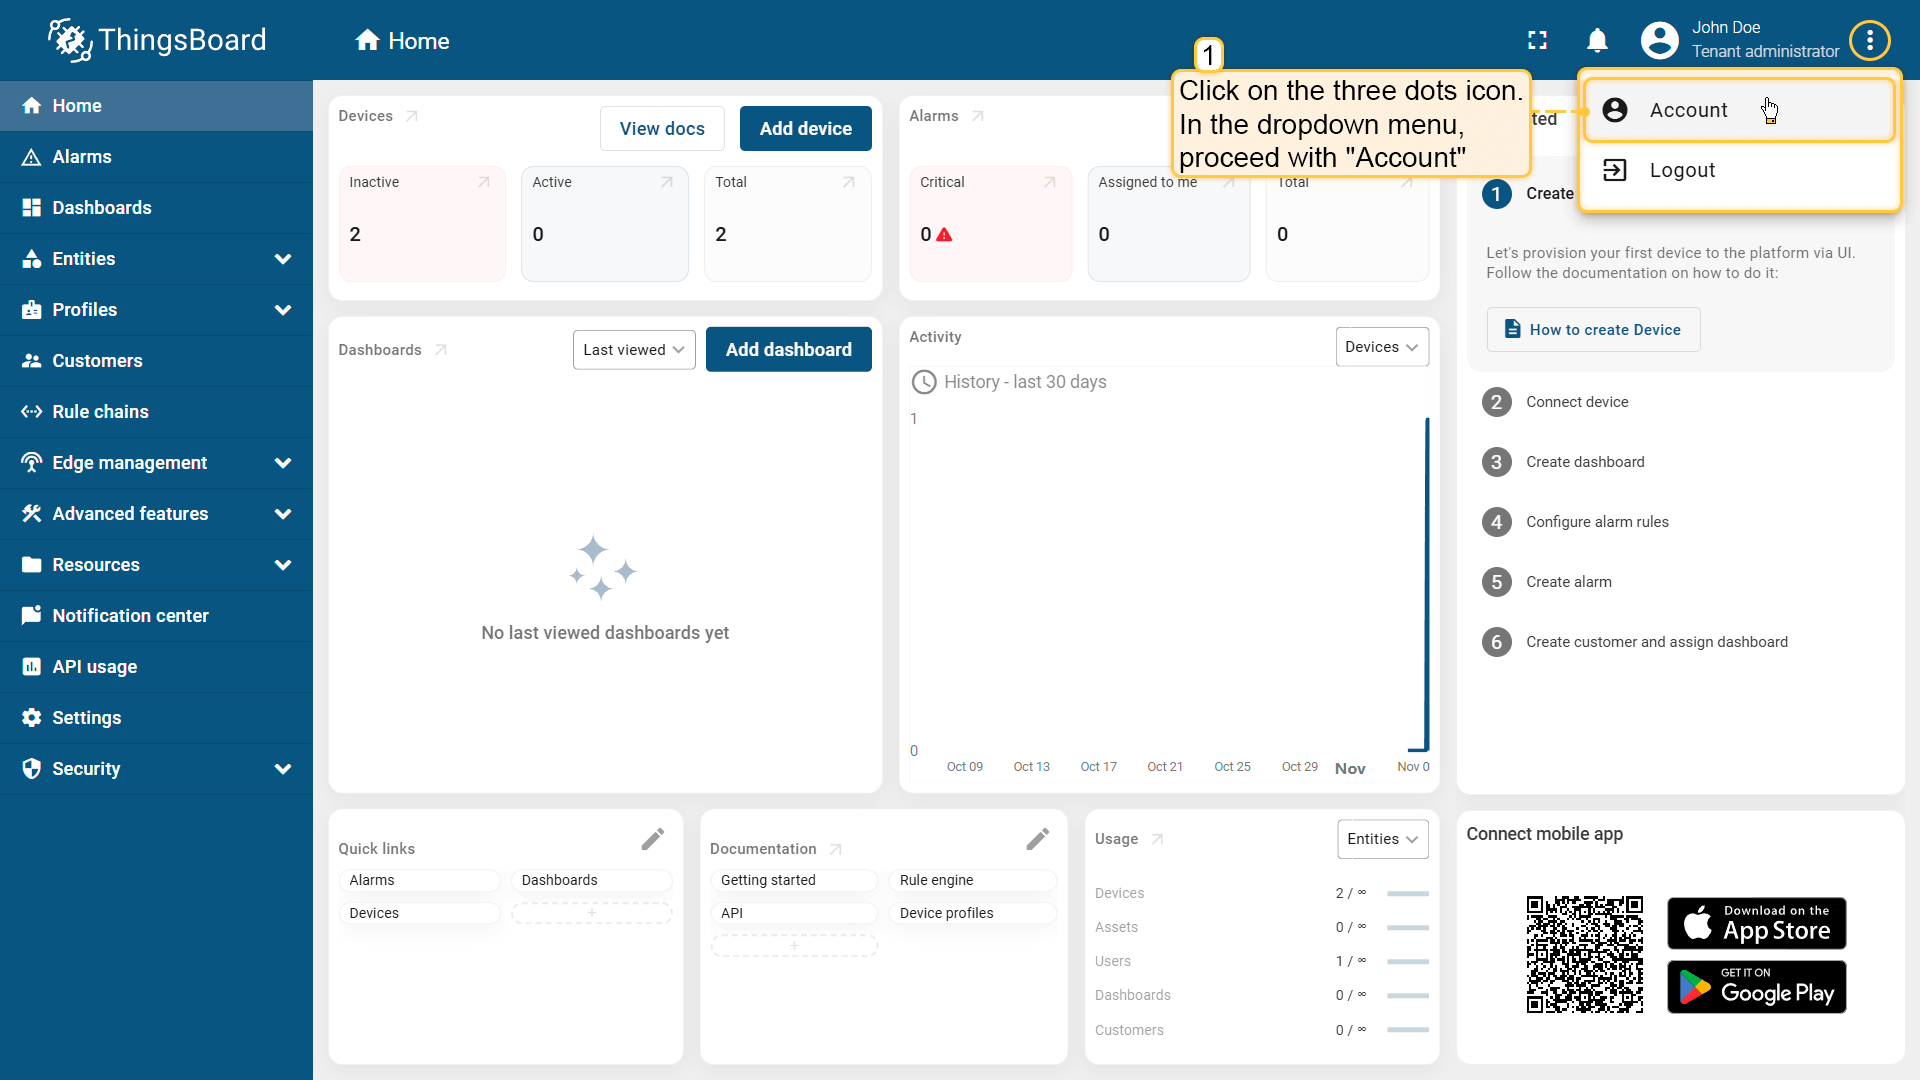 ThingsBoard
Home
John Doe
Tenant administrator
1
Click on the three dots icon.
In the dropdown menu,
proceed with "Account"
Account
Logout
Home
Alarms
Dashboards
Entities
Profiles
Customers
Rule chains
Edge management
Advanced features
Resources
Notification center
API usage
Settings
Security
Devices
View docs
Add device
Inactive
2
Active
0
Total
2
Alarms
Critical
0
Assigned to me
0
Total
0
ted
1
Create
Let's provision your first device to the platform via UI.
Follow the documentation on how to do it:
How to create Device
2
Connect device
3
Create dashboard
4
Configure alarm rules
5
Create alarm
6
Create customer and assign dashboard
Dashboards
Last viewed
Add dashboard
No last viewed dashboards yet
Activity
Devices
History - last 30 days
1
0
Oct 09 Oct 13 Oct 17 Oct 21 Oct 25 Oct 29 Nov Nov 0
Quick links
Alarms
Dashboards
Devices
+
Documentation
Getting started
Rule engine
API
Device profiles
+
Usage
Entities
Devices 2 / ∞
Assets 0 / ∞
Users 1 / ∞
Dashboards 0 / ∞
Customers 0 / ∞
Connect mobile app
Download on the
App Store
GET IT ON
Google Play